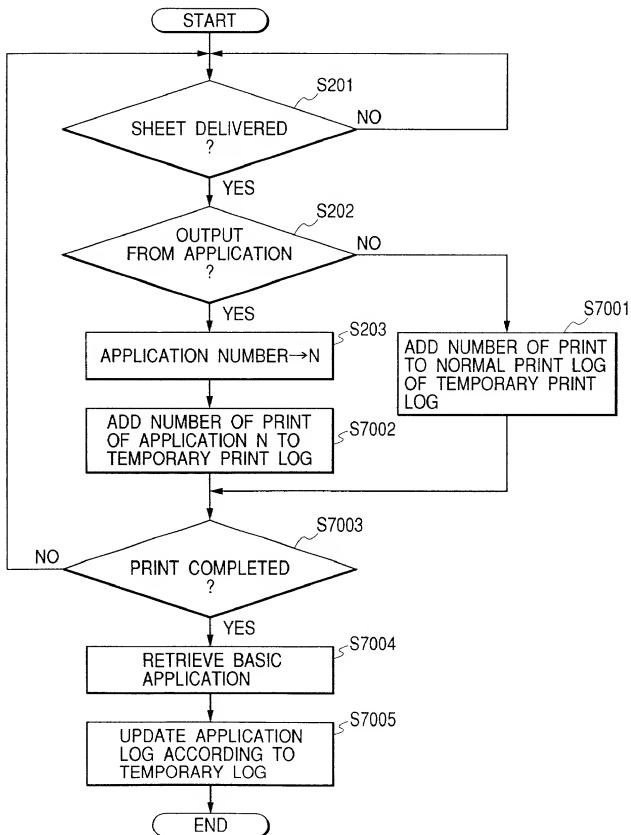 START
S201
SHEET DELIVERED
?
NO
YES
S202
OUTPUT
FROM APPLICATION
?
NO
YES
S203
APPLICATION NUMBER→N
S7001
ADD NUMBER OF PRINT
TO NORMAL PRINT LOG
OF TEMPORARY PRINT
LOG
S7002
ADD NUMBER OF PRINT
OF APPLICATION N TO
TEMPORARY PRINT LOG
S7003
PRINT COMPLETED
?
NO
YES
S7004
RETRIEVE BASIC
APPLICATION
S7005
UPDATE APPLICATION
LOG ACCORDING TO
TEMPORARY LOG
END